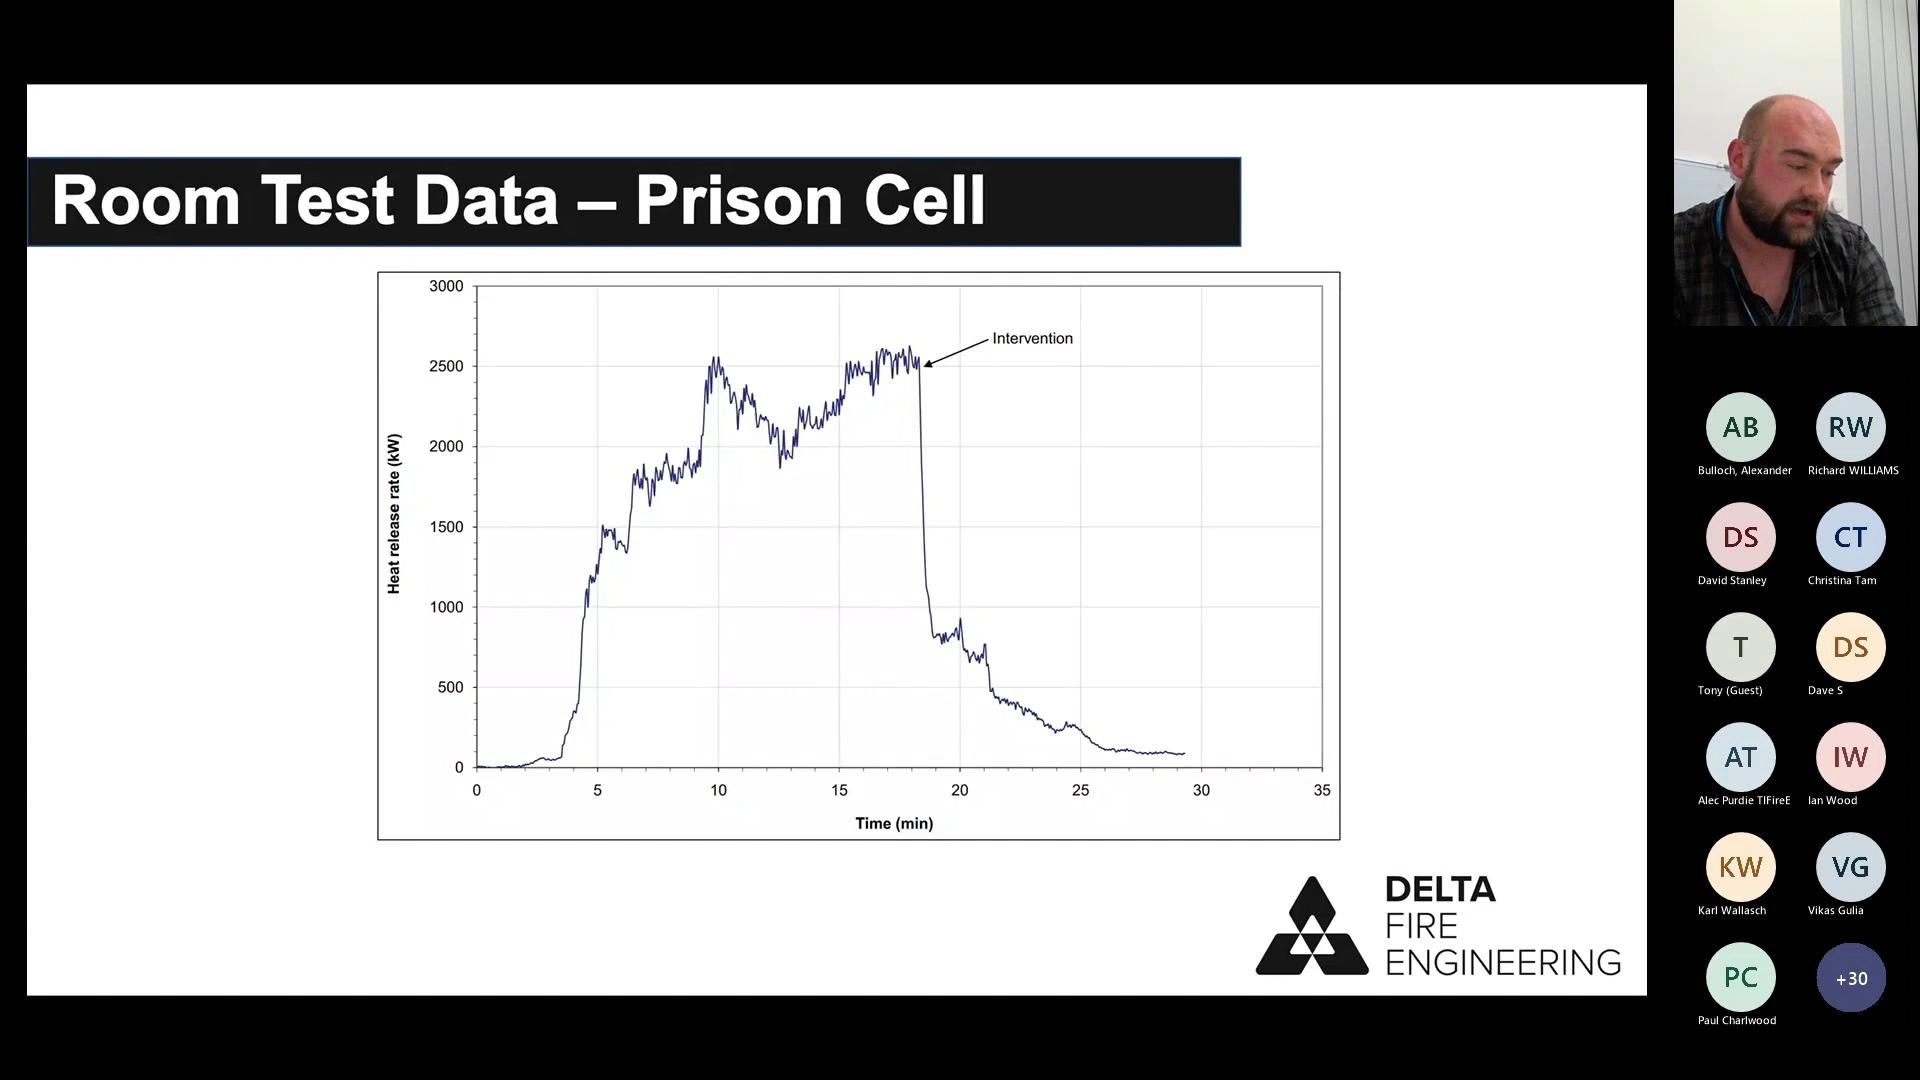 Room Test Data – Prison Cell
3000
2500
2000
1500
1000
500
0
Heat release rate (kW)
Intervention
0 5 10 15 20 25 30 35
Time (min)
DELTA
FIRE
ENGINEERING
AB RW
Bulloch, Alexander Richard WILLIAMS
DS CT
David Stanley Christina Tam
T DS
Tony (Guest) Dave S
AT IW
Alec Purdie TIFireE Ian Wood
KW VG
Karl Wallasch Vikas Gulia
PC +30
Paul Charlwood